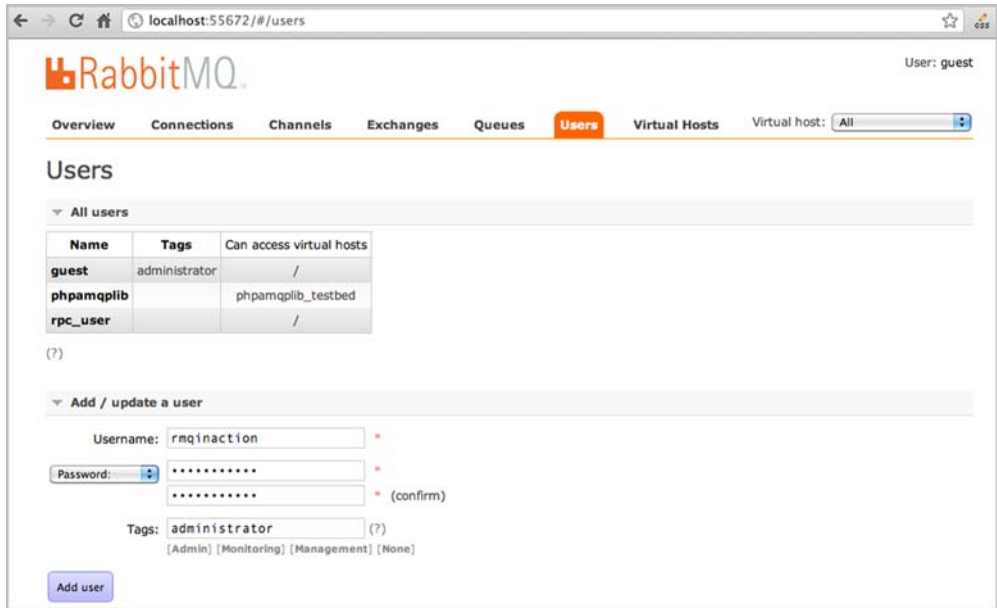 localhost:55672/#/users
css
RabbitMQ
User: guest
Overview Connections Channels Exchanges Queues Users Virtual Hosts Virtual host: All
Users
All users
Name Tags Can access virtual hosts
guest administrator /
phpamqplib phpamqplib_testbed
rpc_user /
(?)
Add / update a user
Username: rmqinaction *
Password: ••••••••••• *
••••••••••• * (confirm)
Tags: administrator (?)
[Admin] [Monitoring] [Management] [None]
Add user